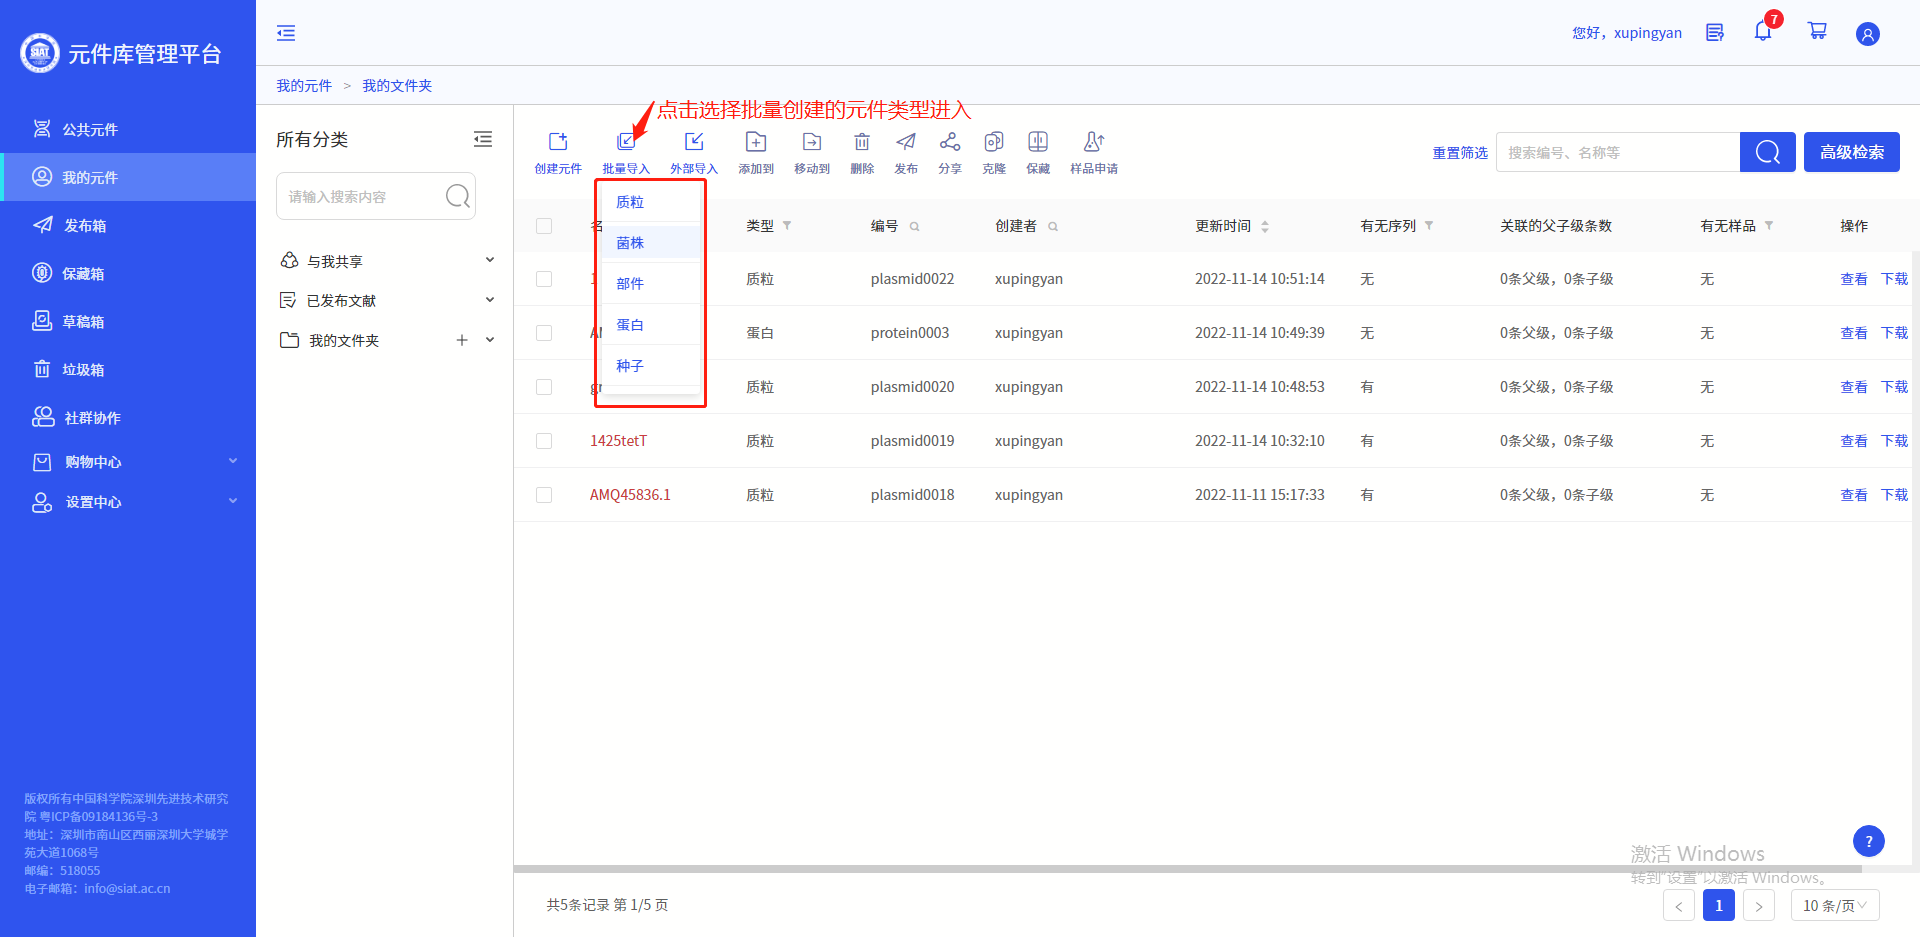 SIAT
元件库管理平台
公共元件
我的元件
发布箱
保藏箱
草稿箱
垃圾箱
社群协作
购物中心
设置中心
版权所有中国科学院深圳先进技术研究
院 粤ICP备09184136号-3
地址：深圳市南山区西丽深圳大学城学
苑大道1068号
邮编：518055
电子邮箱：info@siat.ac.cn
您好，xupingyan
7
我的元件 > 我的文件夹
点击选择批量创建的元件类型进入
所有分类
请输入搜索内容
与我共享
已发布文献
我的文件夹
创建元件 批量导入 外部导入 添加到 移动到 删除 发布 分享 克隆 保藏 样品申请
重置筛选 搜索编号、名称等 高级检索
质粒
菌株
部件
蛋白
种子
类型 编号 创建者 更新时间 有无序列 关联的父子级条数 有无样品 操作
质粒 plasmid0022 xupingyan 2022-11-14 10:51:14 无 0条父级，0条子级 无 查看 下载
蛋白 protein0003 xupingyan 2022-11-14 10:49:39 无 0条父级，0条子级 无 查看 下载
质粒 plasmid0020 xupingyan 2022-11-14 10:48:53 有 0条父级，0条子级 无 查看 下载
1425tetT 质粒 plasmid0019 xupingyan 2022-11-14 10:32:10 有 0条父级，0条子级 无 查看 下载
AMQ45836.1 质粒 plasmid0018 xupingyan 2022-11-11 15:17:33 有 0条父级，0条子级 无 查看 下载
?
激活 Windows
转到"设置"以激活 Windows。
共5条记录 第 1/5 页
< 1 > 10 条/页